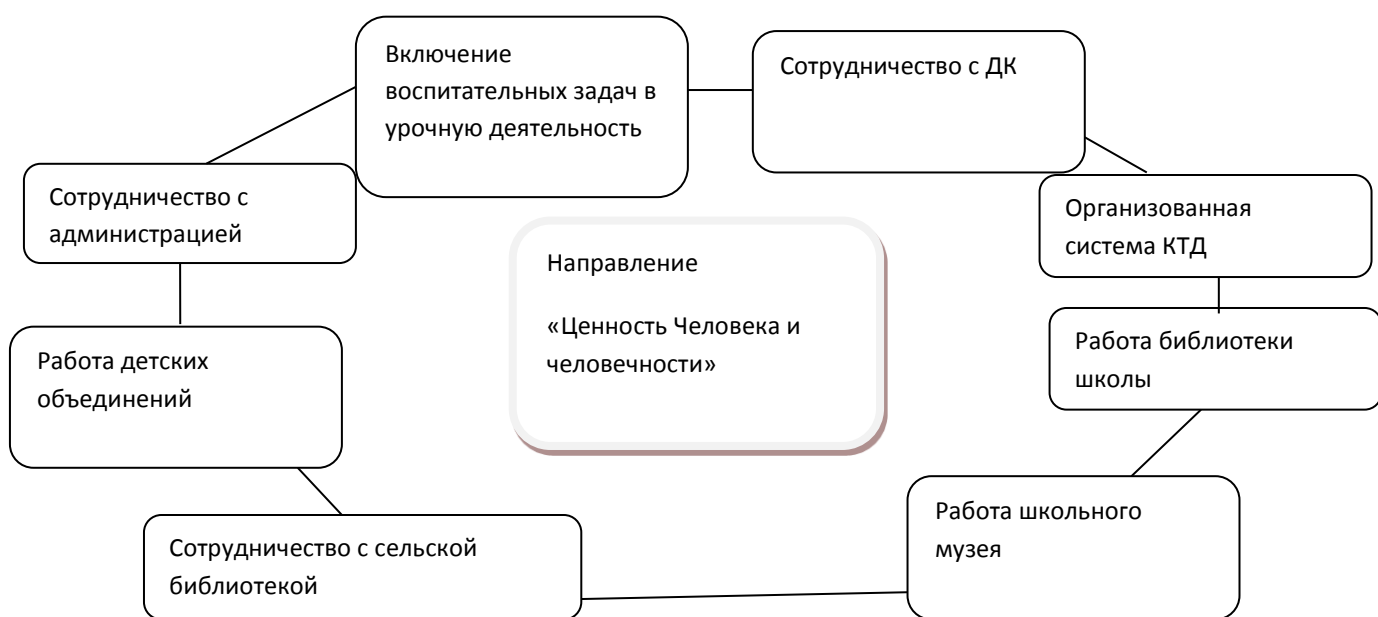 Включение
воспитательных задач в
урочную деятельность
Сотрудничество с ДК
Сотрудничество с
администрацией
Организованная
система КТД
Направление
«Ценность Человека и
человечности»
Работа детских
объединений
Работа библиотеки
школы
Сотрудничество с сельской
библиотекой
Работа школьного
музея